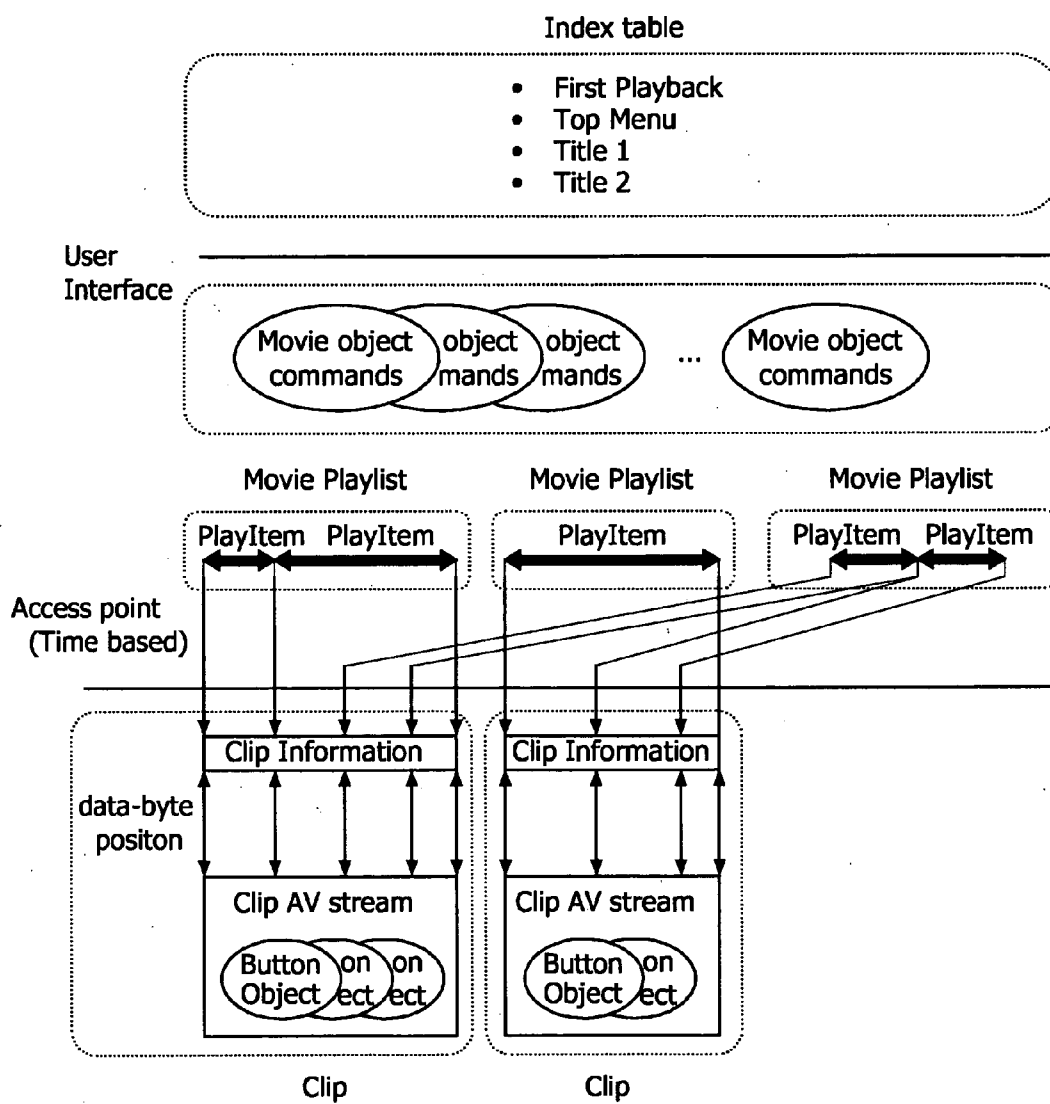 Index table
• First Playback
• Top Menu
• Title 1
• Title 2
User
Interface
Movie object
commands
object
mands
object
mands
...
Movie object
commands
Movie Playlist
Movie Playlist
Movie Playlist
PlayItem
PlayItem
PlayItem
PlayItem
PlayItem
Access point
(Time based)
Clip Information
Clip Information
data-byte
positon
Clip AV stream
Clip AV stream
Button
Object
on
ect
on
ect
Button
Object
on
ect
Clip
Clip